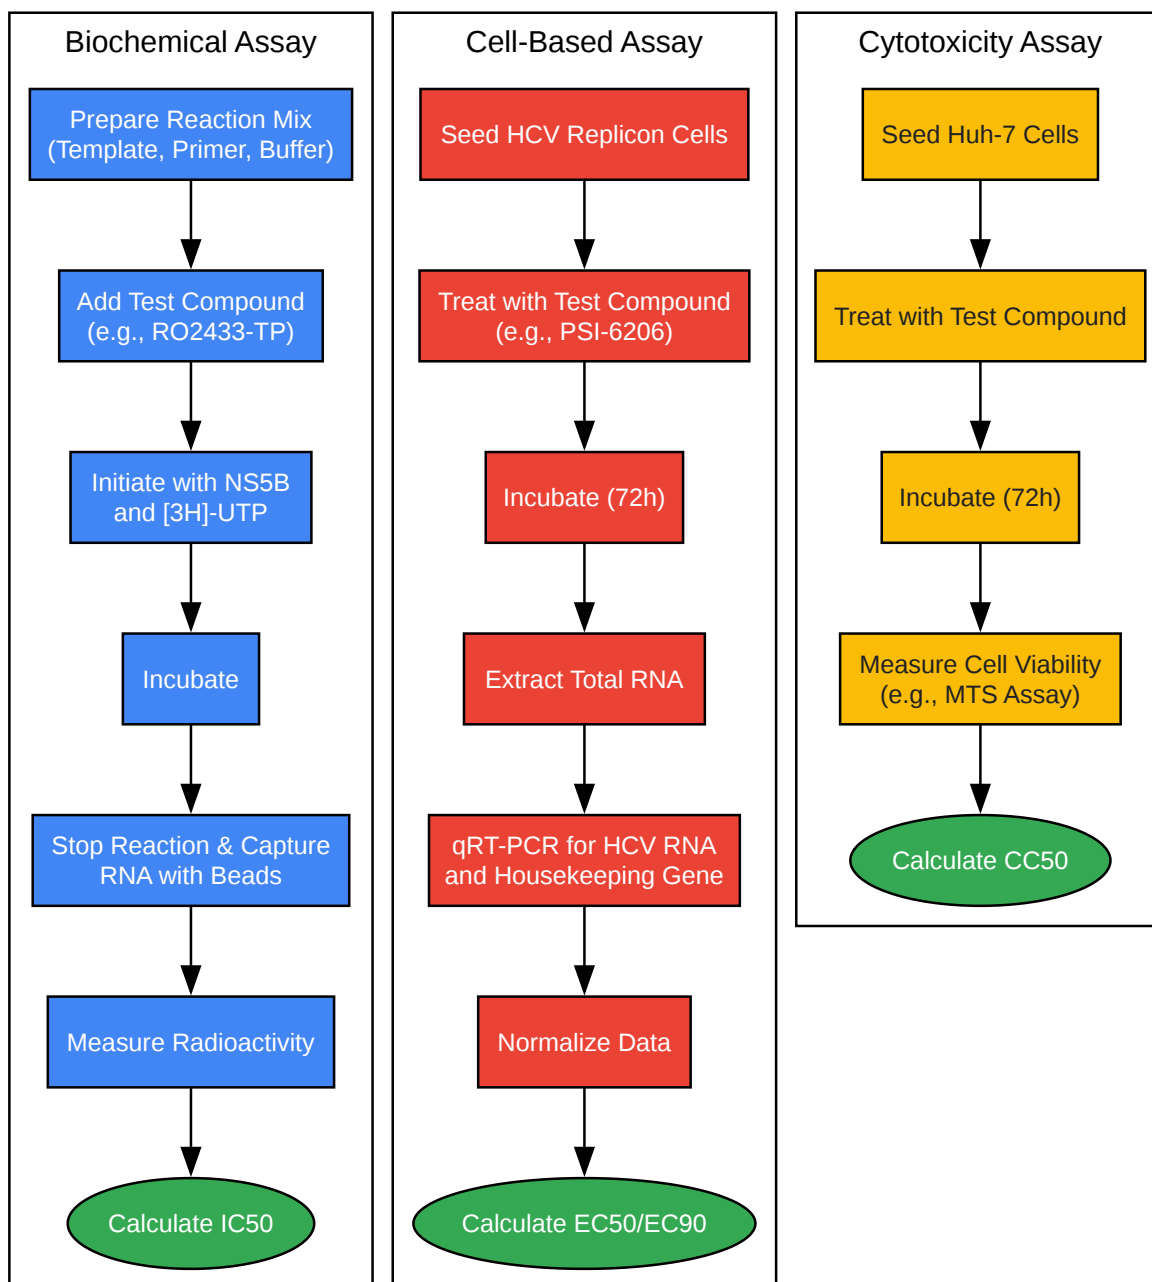 Biochemical Assay
Prepare Reaction Mix
(Template, Primer, Buffer)
Add Test Compound
(e.g., RO2433-TP)
Initiate with NS5B
and [3H]-UTP
Incubate
Stop Reaction & Capture
RNA with Beads
Measure Radioactivity
Calculate IC50
Cell-Based Assay
Seed HCV Replicon Cells
Treat with Test Compound
(e.g., PSI-6206)
Incubate (72h)
Extract Total RNA
qRT-PCR for HCV RNA
and Housekeeping Gene
Normalize Data
Calculate EC50/EC90
Cytotoxicity Assay
Seed Huh-7 Cells
Treat with Test Compound
Incubate (72h)
Measure Cell Viability
(e.g., MTS Assay)
Calculate CC50